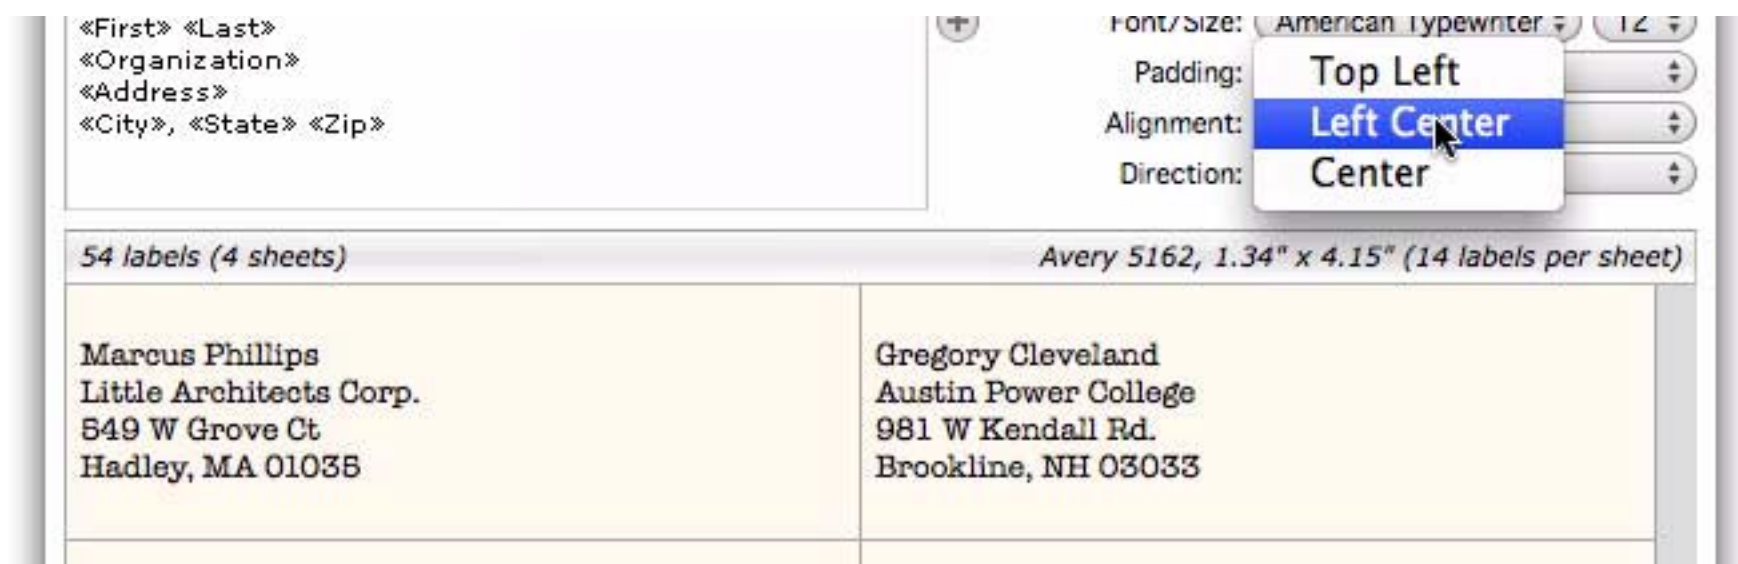 «First» «Last»
«Organization»
«Address»
«City», «State» «Zip»
Font/Size: American Typewriter 12
Padding:
Alignment:
Direction:
Top Left
Left Center
Center
54 labels (4 sheets)
Avery 5162, 1.34" x 4.15" (14 labels per sheet)
Marcus Phillips
Little Architects Corp.
549 W Grove Ct
Hadley, MA 01035
Gregory Cleveland
Austin Power College
981 W Kendall Rd.
Brookline, NH 03033